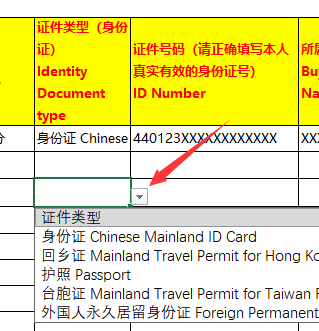 证件类型（身份
证）
Identity
Document
type
证件号码（请正确填写本人
真实有效的身份证号）
ID Number
所属
Bu
Na
身份证 Chinese
440123XXXXXXXXXXXX
XX
证件类型
身份证 Chinese Mainland ID Card
回乡证 Mainland Travel Permit for Hong Ko
护照 Passport
台胞证 Mainland Travel Permit for Taiwan
外国人永久居留身份证 Foreign Permanent